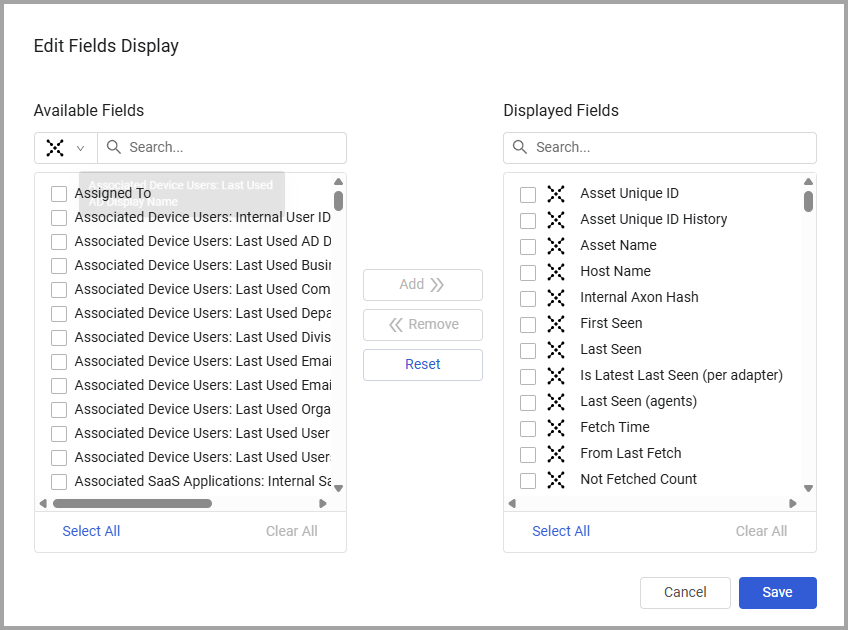 Edit Fields Display
Available Fields
Search...
Associated Device Users: Last Used
AD Display Name
Assigned To
Associated Device Users: Internal User ID
Associated Device Users: Last Used AD D
Associated Device Users: Last Used Busin
Associated Device Users: Last Used Com
Associated Device Users: Last Used Depa
Associated Device Users: Last Used Divis
Associated Device Users: Last Used Emai
Associated Device Users: Last Used Emai
Associated Device Users: Last Used Orga
Associated Device Users: Last Used User
Associated Device Users: Last Used User
Associated SaaS Applications: Internal Sa
Select All
Clear All
Add
Remove
Reset
Displayed Fields
Search...
Asset Unique ID
Asset Unique ID History
Asset Name
Host Name
Internal Axon Hash
First Seen
Last Seen
Is Latest Last Seen (per adapter)
Last Seen (agents)
Fetch Time
From Last Fetch
Not Fetched Count
Select All
Clear All
Cancel
Save